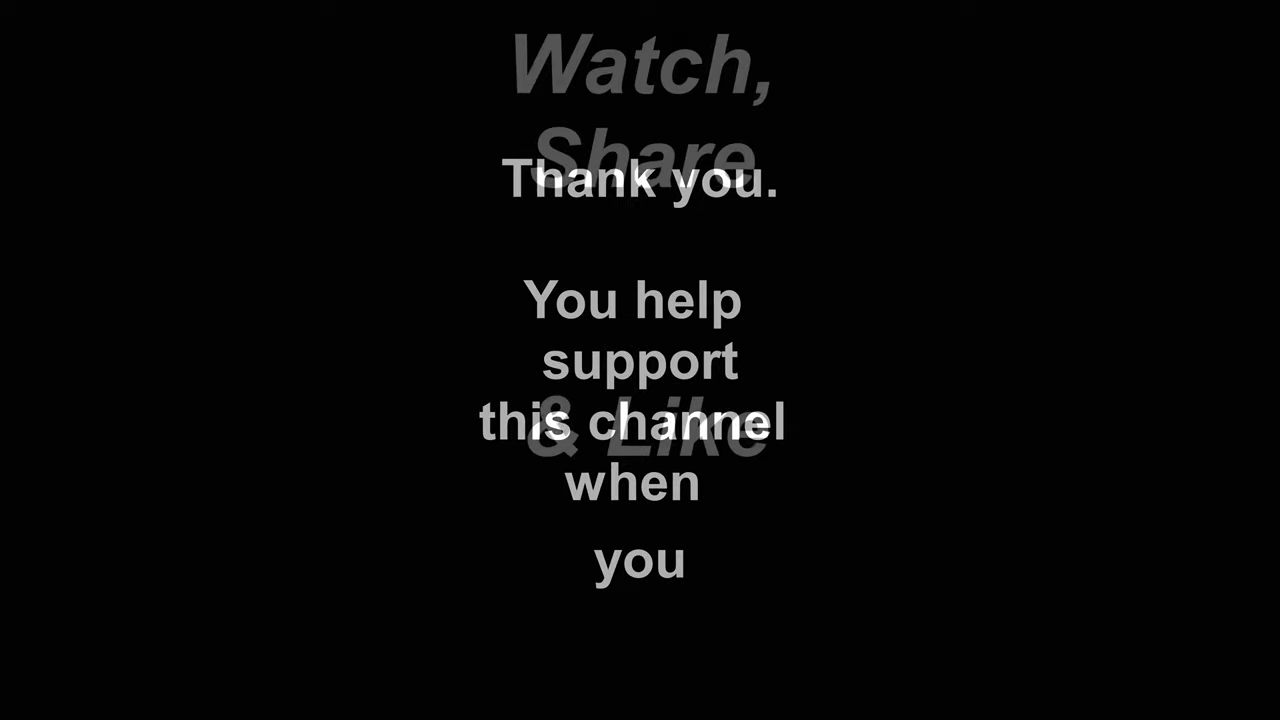 Watch,
Share
Thank you.
You help
support
this channel
& Like
when
you